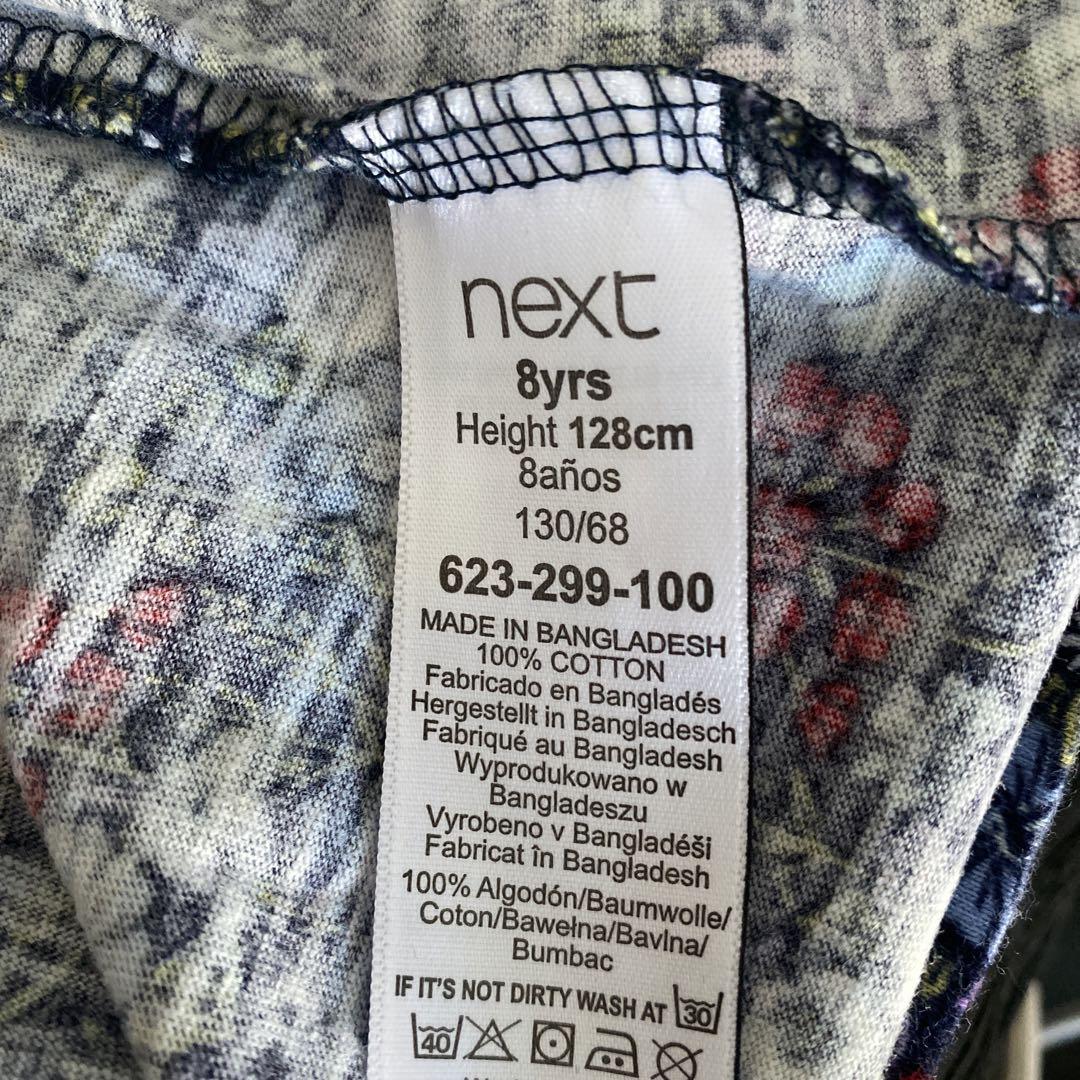 next
8yrs
Height 128cm
8años
130/68
623-299-100
MADE IN BANGLADESH
100% COTTON
Fabricado en Bangladés
Hergestellt in Bangladesch
Fabriqué au Bangladesh
Wyprodukowano w
Bangladeszu
Vyrobeno v Bangladéši
Fabricat în Bangladesh
100% Algodón/Baumwolle/
Coton/Bawełna/Bavlna/
Bumbac
IF IT'S NOT DIRTY WASH AT 30
40